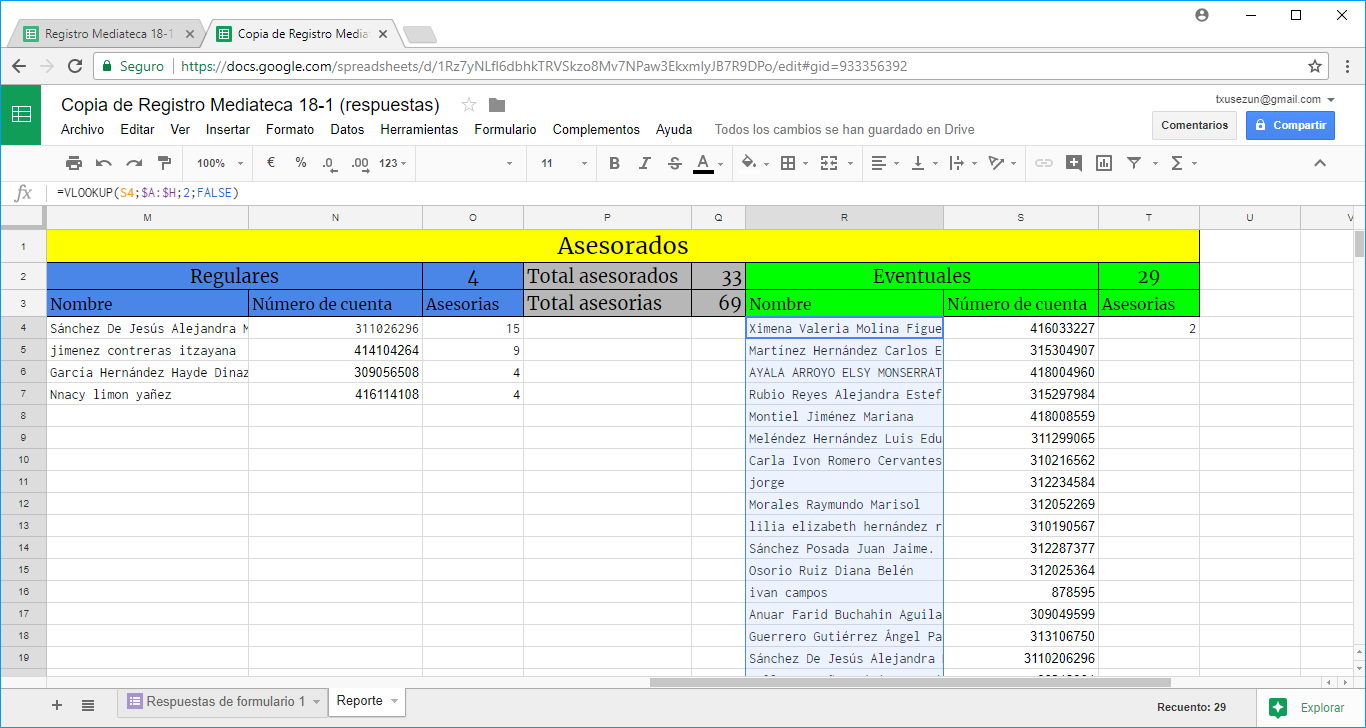 Registro Mediateca 18-1
Copia de Registro Media
Seguro
https://docs.google.com/spreadsheets/d/1Rz7yNLfl6dbhkTRVSkzo8Mv7NPaw3EkxmlyJB7R9DPo/edit#gid=933356392
Copia de Registro Mediateca 18-1 (respuestas)
txusezun@gmail.com
Archivo Editar Ver Insertar Formato Datos Herramientas Formulario Complementos Ayuda Todos los cambios se han guardado en Drive
Comentarios
Compartir
100% € % .0 .00 123 11 B I S A Σ
fx =VLOOKUP(S4;$A:$H;2;FALSE)
M N O P Q R S T U V
1 Asesorados
2 Regulares 4 Total asesorados 33 Eventuales 29
3 Nombre Número de cuenta Asesorias Total asesorias 69 Nombre Número de cuenta Asesorias
4 Sánchez De Jesús Alejandra M 311026296 15 Ximena Valeria Molina Figue 416033227 2
5 jimenez contreras itzayana 414104264 9 Martinez Hernández Carlos E 315304907
6 Garcia Hernández Hayde Dinaz 309056508 4 AYALA ARROYO ELSY MONSERRAT 418004960
7 Nnacy limon yañez 416114108 4 Rubio Reyes Alejandra Estef 315297984
8 Montiel Jiménez Mariana 418008559
9 Meléndez Hernández Luis Edu 311299065
10 Carla Ivon Romero Cervantes 310216562
11 jorge 312234584
12 Morales Raymundo Marisol 312052269
13 lilia elizabeth hernández r 310190567
14 Sánchez Posada Juan Jaime. 312287377
15 Osorio Ruiz Diana Belén 312025364
16 ivan campos 878595
17 Anuar Farid Buchahin Aguila 309049599
18 Guerrero Gutiérrez Ángel Pa 313106750
19 Sánchez De Jesús Alejandra 3110206296
Respuestas de formulario 1
Reporte
Recuento: 29
Explorar